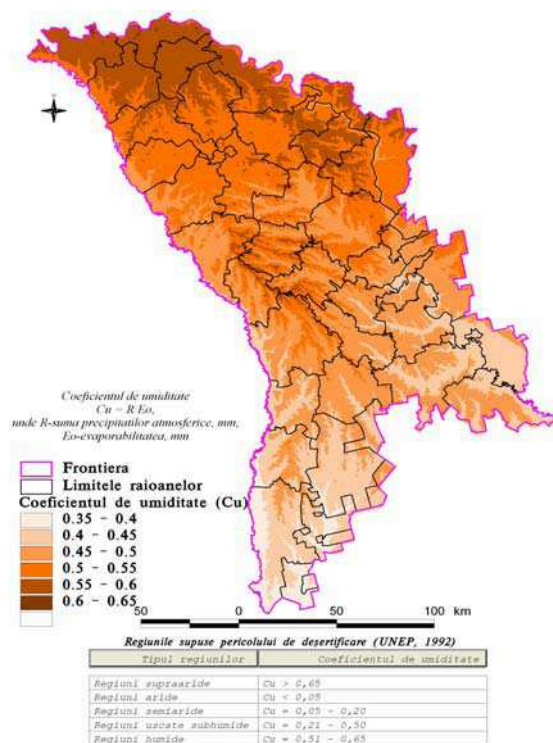 Coeficientul de umiditate
Cu = R Eo,
unde R-suma precipitatiilor atmosferice, mm,
Eo-evaporabilitatea, mm
Frontiera
Limitele raioanelor
Coeficientul de umiditate (Cu)
0.35 - 0.4
0.4 - 0.45
0.45 - 0.5
0.5 - 0.55
0.55 - 0.6
0.6 - 0.65
50 0 50 100 km
Regiunile supuse pericolului de deșertificare (UNEP, 1992)
Tipul regiunilor Coeficientul de umiditate
Regiuni supraaride Cu > 0,65
Regiuni aride Cu < 0,05
Regiuni semiaride Cu = 0,05 - 0,20
Regiuni uscate subhumide Cu = 0,21 - 0,50
Regiuni humide Cu = 0,51 - 0,65